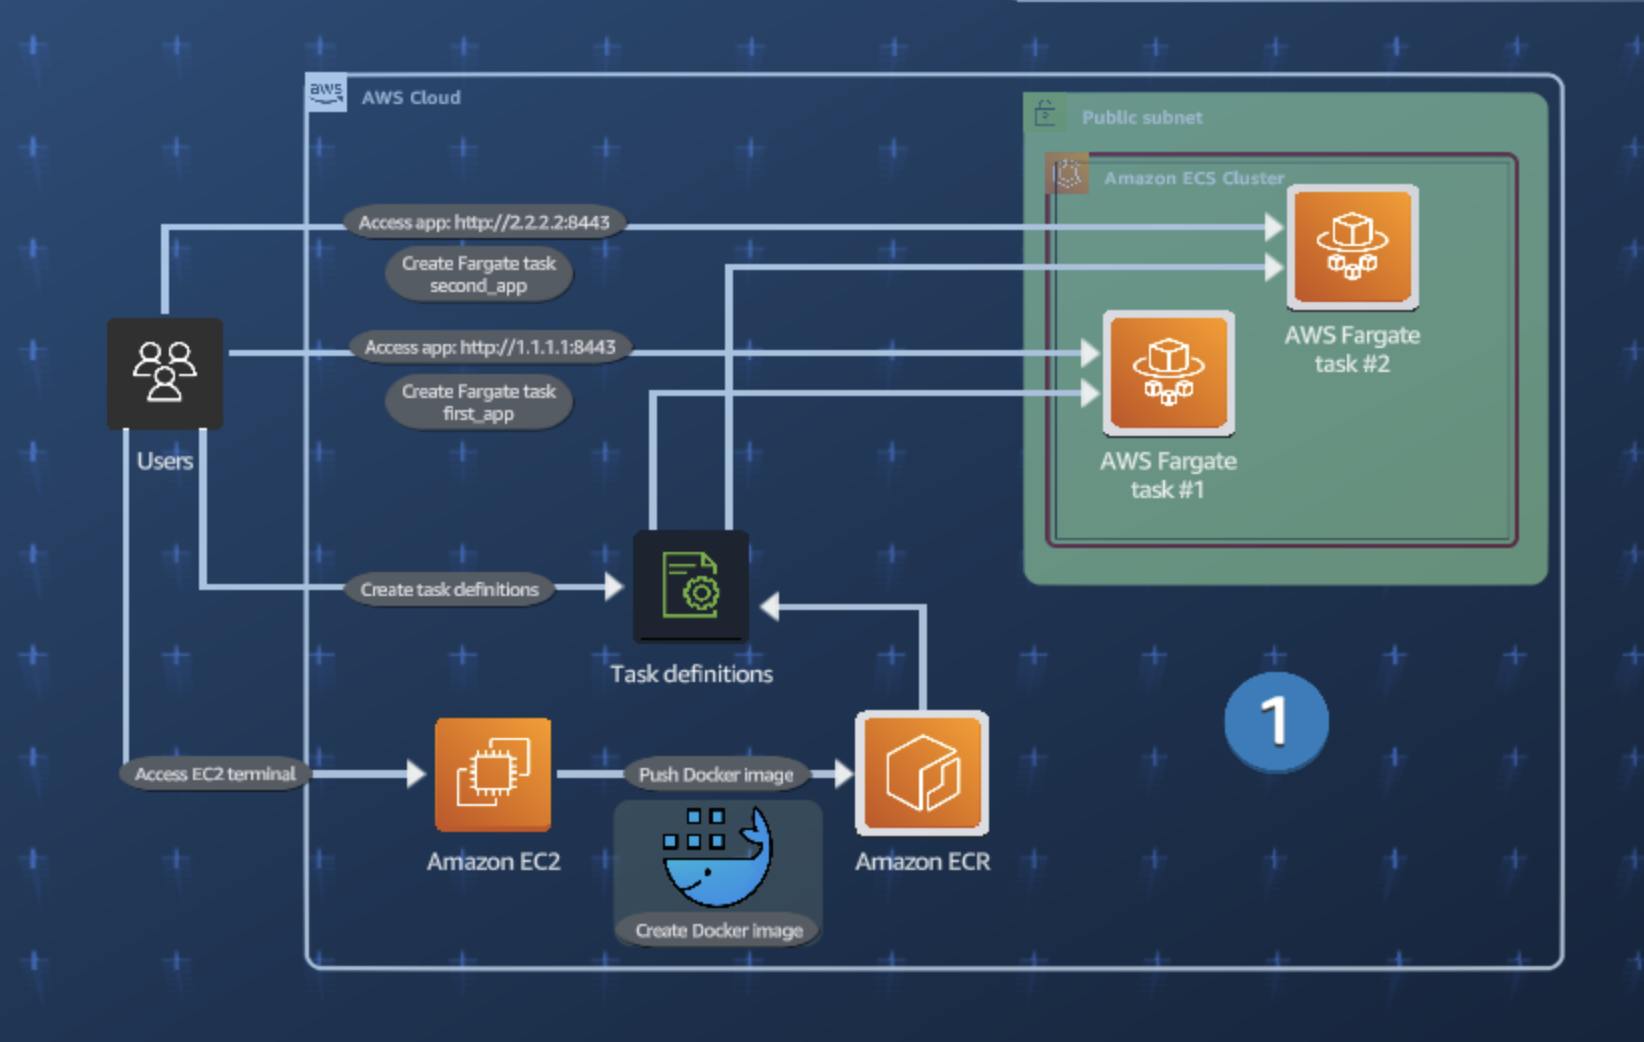 aws
AWS Cloud
Public subnet
Amazon ECS Cluster
Access app: http://2.2.2.2:8443
Create Fargate task
second_app
AWS Fargate
task #2
Access app: http://1.1.1.1:8443
Create Fargate task
first_app
AWS Fargate
task #1
Users
Create task definitions
Task definitions
1
Access EC2 terminal
Push Docker image
Amazon EC2
Amazon ECR
Create Docker image